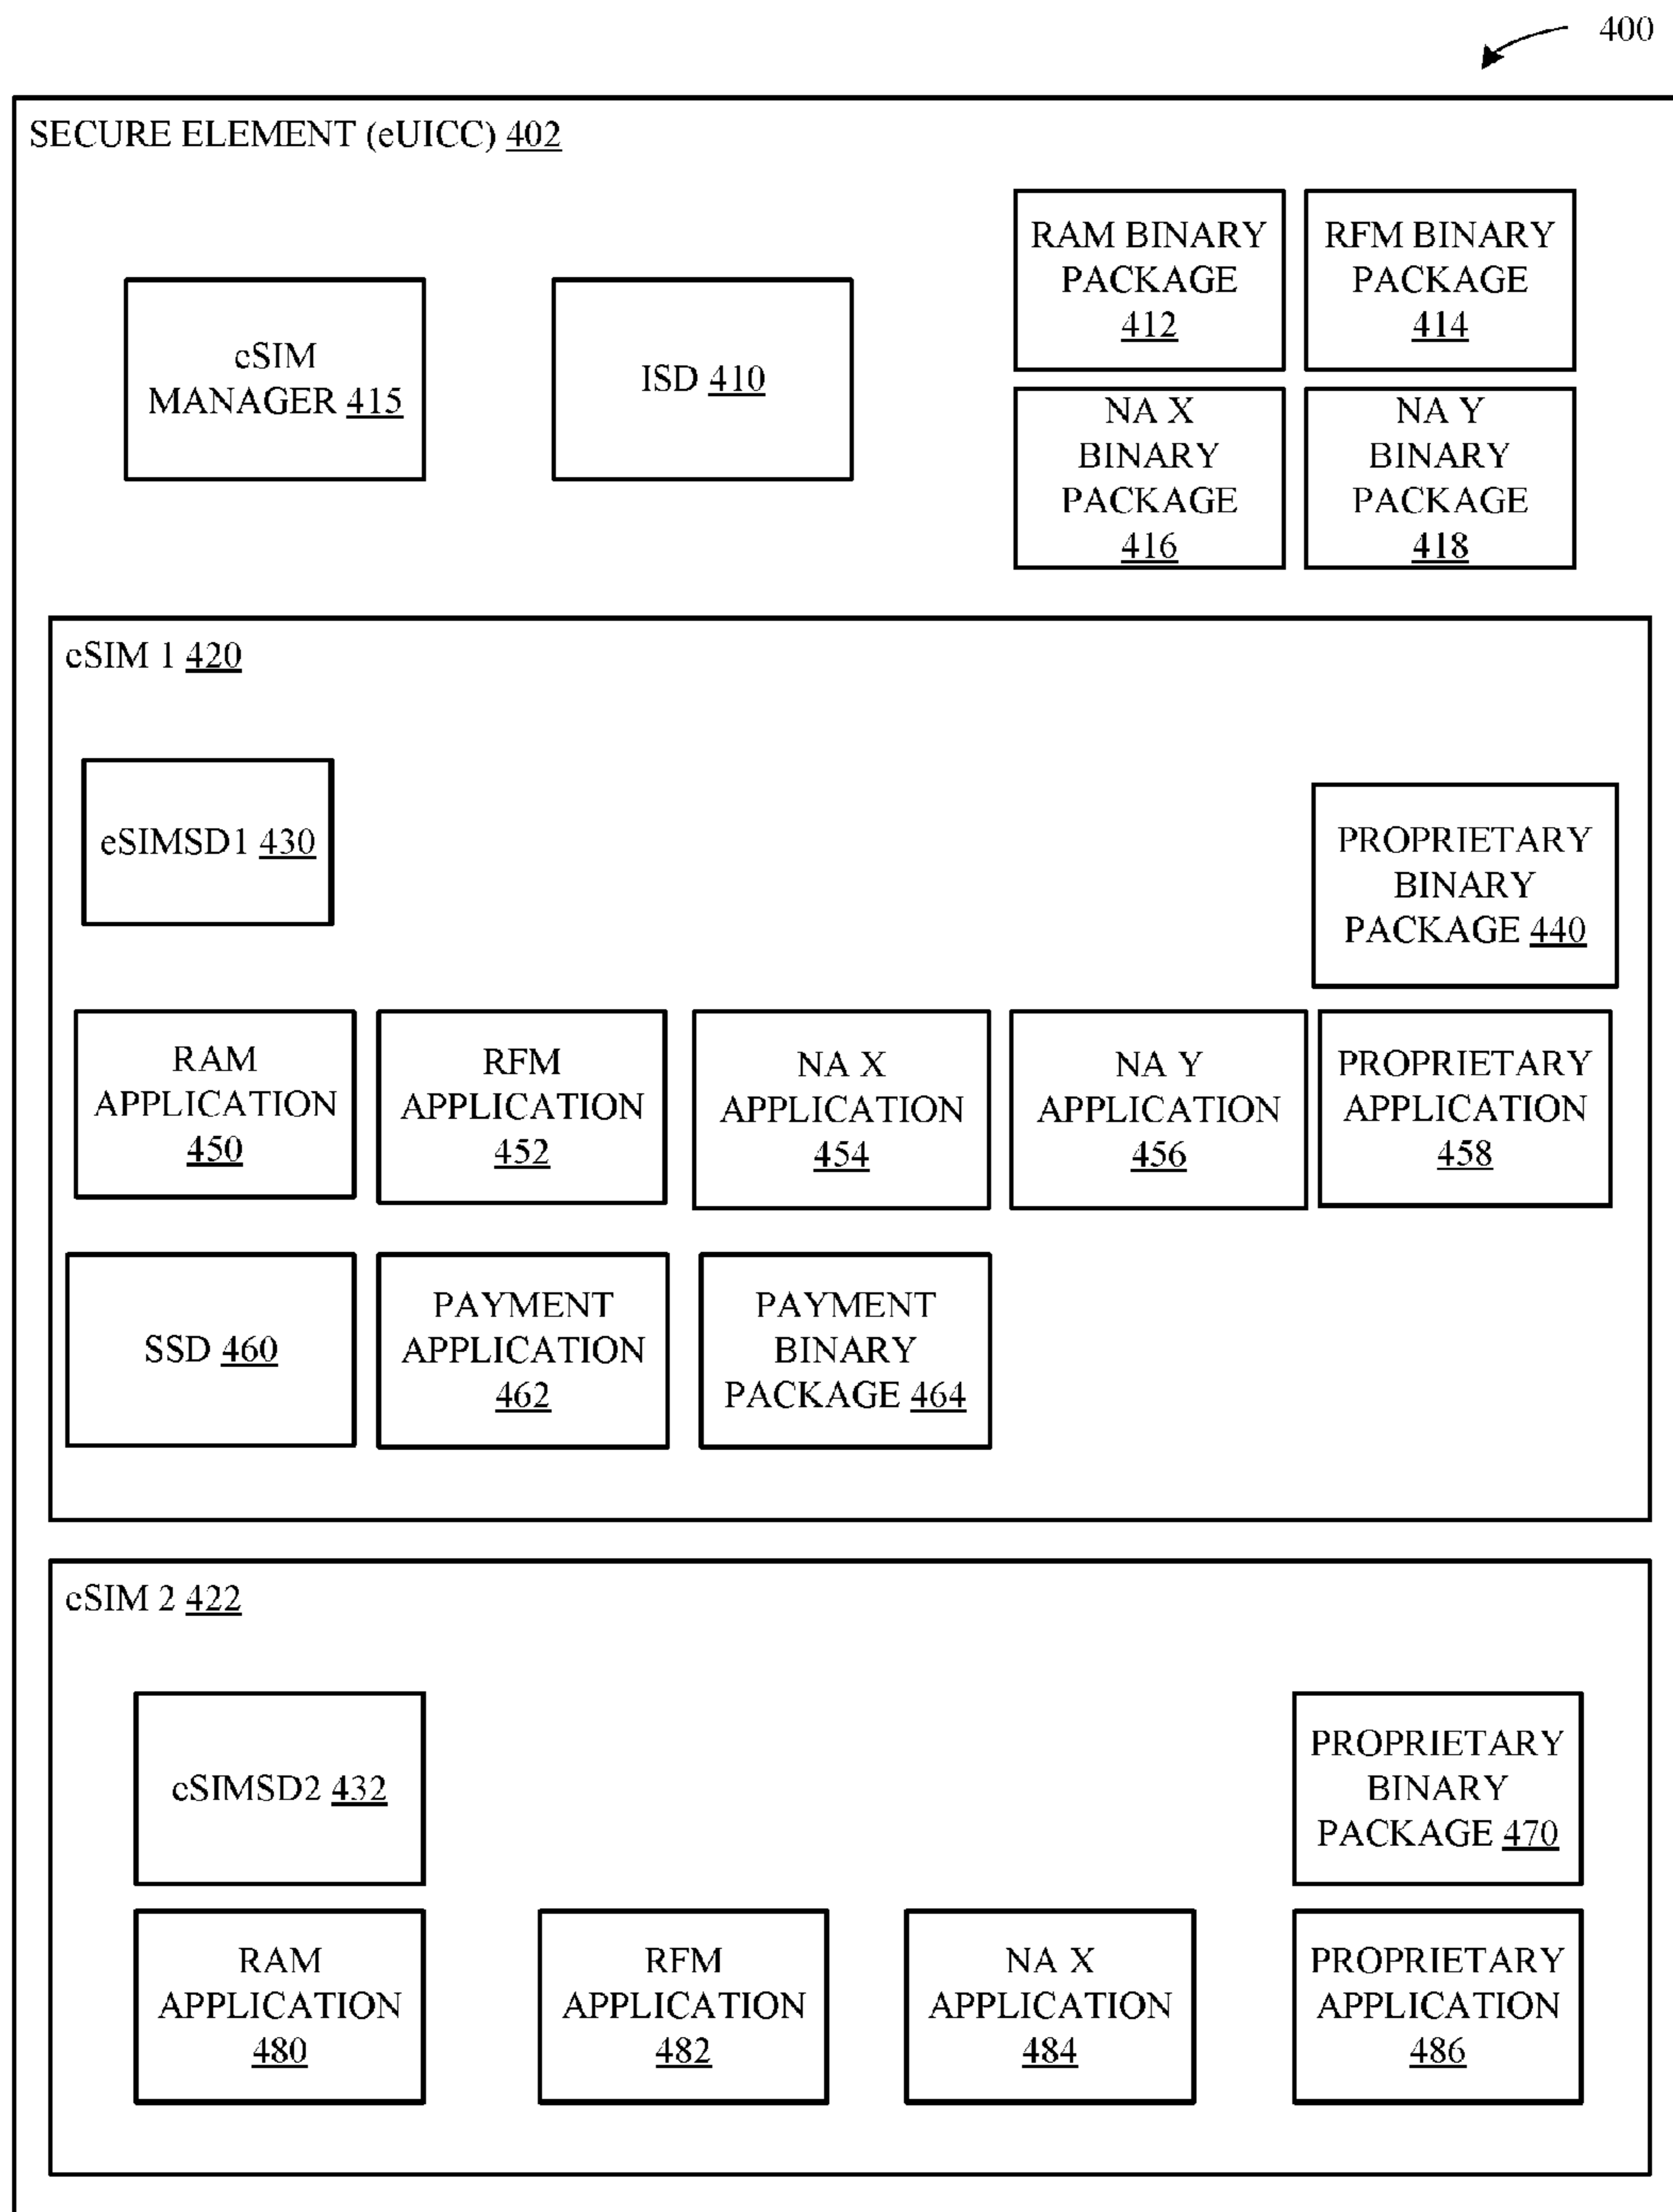 400
SECURE ELEMENT (eUICC) 402
RAM BINARY
PACKAGE
412
RFM BINARY
PACKAGE
414
eSIM
MANAGER 415
ISD 410
NA X
BINARY
PACKAGE
416
NA Y
BINARY
PACKAGE
418
eSIM 1 420
eSIMSD1 430
PROPRIETARY
BINARY
PACKAGE 440
RAM
APPLICATION
450
RFM
APPLICATION
452
NA X
APPLICATION
454
NA Y
APPLICATION
456
PROPRIETARY
APPLICATION
458
SSD 460
PAYMENT
APPLICATION
462
PAYMENT
BINARY
PACKAGE 464
eSIM 2 422
eSIMSD2 432
PROPRIETARY
BINARY
PACKAGE 470
RAM
APPLICATION
480
RFM
APPLICATION
482
NA X
APPLICATION
484
PROPRIETARY
APPLICATION
486